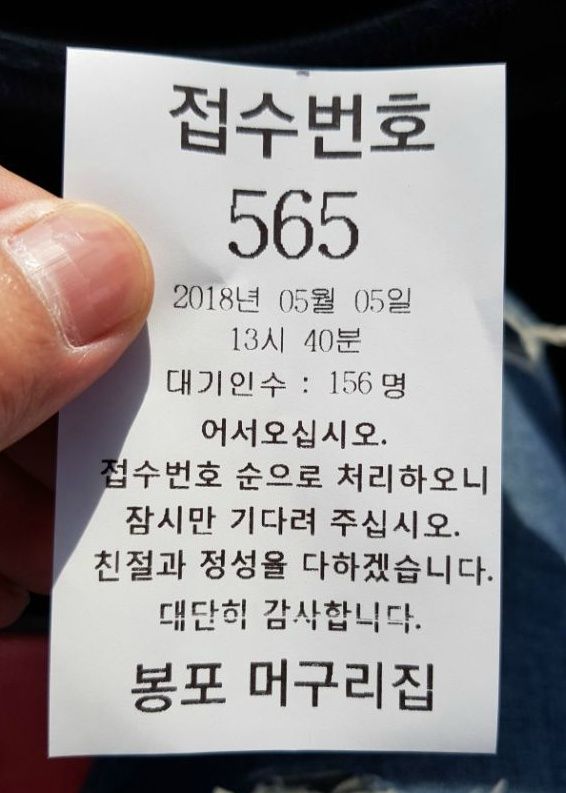 접수번호
565
2018년 05월 05일
13시 40분
대기인수 : 156 명
어서오십시오.
접수번호 순으로 처리하오니
잠시만 기다려 주십시오.
친절과 정성을 다하겠습니다.
대단히 감사합니다.
봉포 머구리집